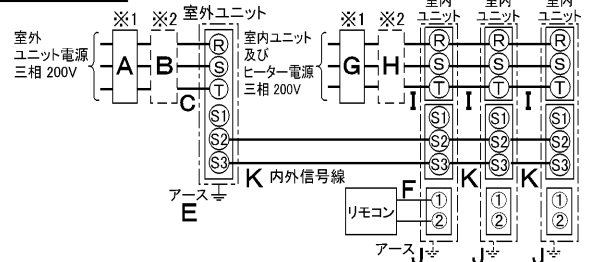 室外ユニット
※1 ※2
室外
ユニット電源
三相 200V
A B C
R
S
T
S1
S2
S3
アース
E
K 内外信号線
※1 ※2
室内ユニット
及び
ヒーター電源
三相 200V
G H
室内 室内 室内
ユニット ユニット ユニット
R R R
S S S
T T T
I I I
S1 S1 S1
S2 S2 S2
S3 S3 S3
K K
リモコン
F
① ① ①
② ② ②
アース J J J